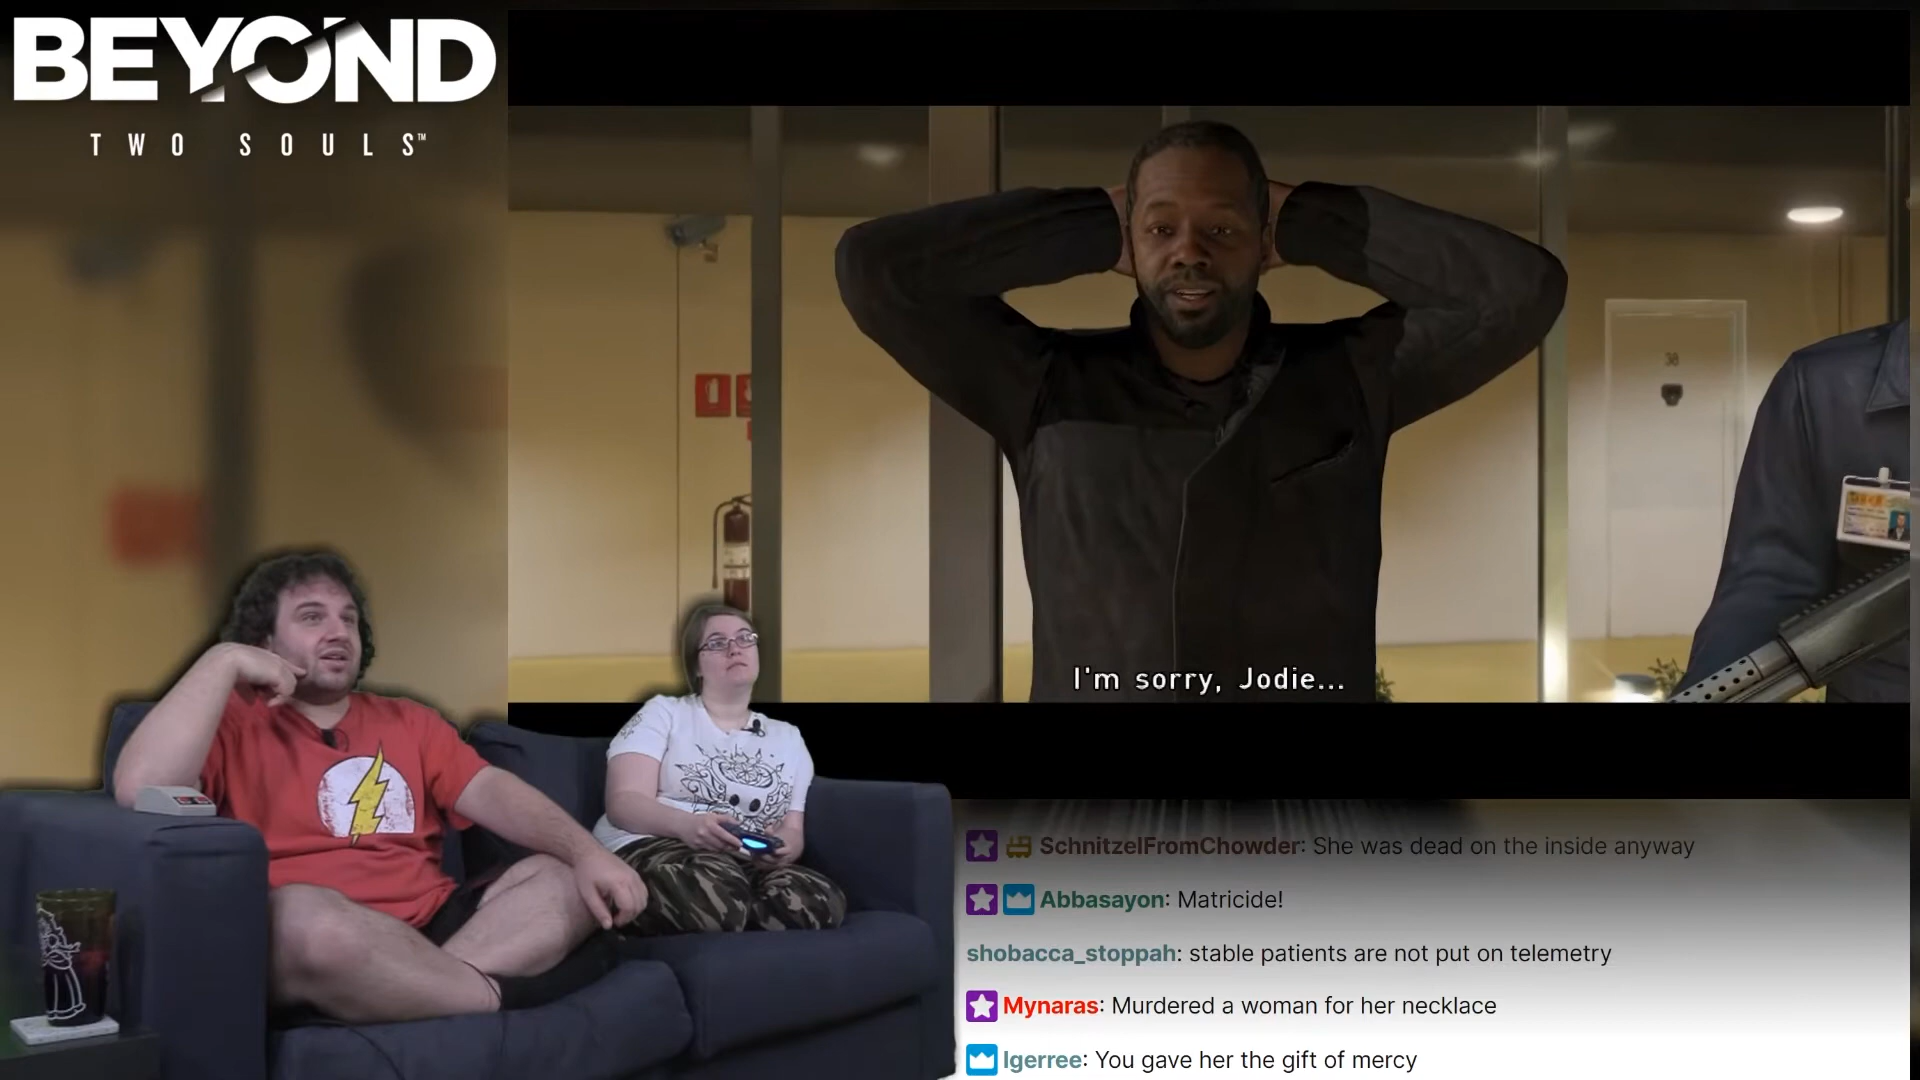 BEYOND
TWO SOULS™
38
I'm sorry, Jodie...
SchnitzelFromChowder: She was dead on the inside anyway
Abbasayon: Matricide!
shobacca_stoppah: stable patients are not put on telemetry
Mynaras: Murdered a woman for her necklace
Igerree: You gave her the gift of mercy